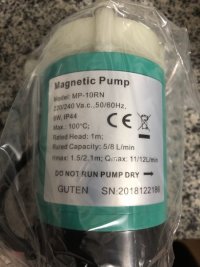 Magnetic Pump
Model: MP-10RN
220/240 Va.c.,50/60Hz,
6W, IP44
Max.: 100°C;
Rated Head: 1m;
Rated Capacity: 5/8 L/min
Hmax: 1.5/2.1m; Qmax: 11/12L/min
DO NOT RUN PUMP DRY
GUTEN SN:2018122186